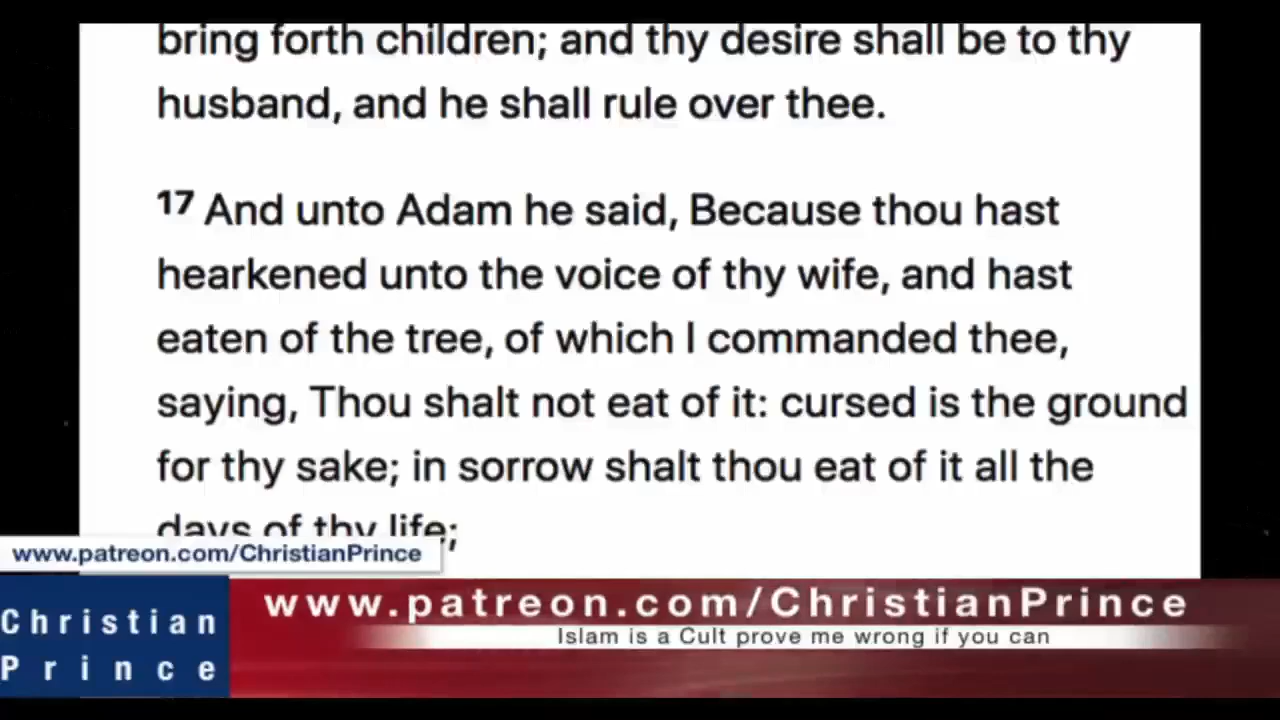 bring forth children; and thy desire shall be to thy
husband, and he shall rule over thee.
17 And unto Adam he said, Because thou hast
hearkened unto the voice of thy wife, and hast
eaten of the tree, of which I commanded thee,
saying, Thou shalt not eat of it: cursed is the ground
for thy sake; in sorrow shalt thou eat of it all the
days of thy life;
www.patreon.com/ChristianPrince
www.patreon.com/ChristianPrince
Islam is a Cult prove me wrong if you can
Christian
Prince